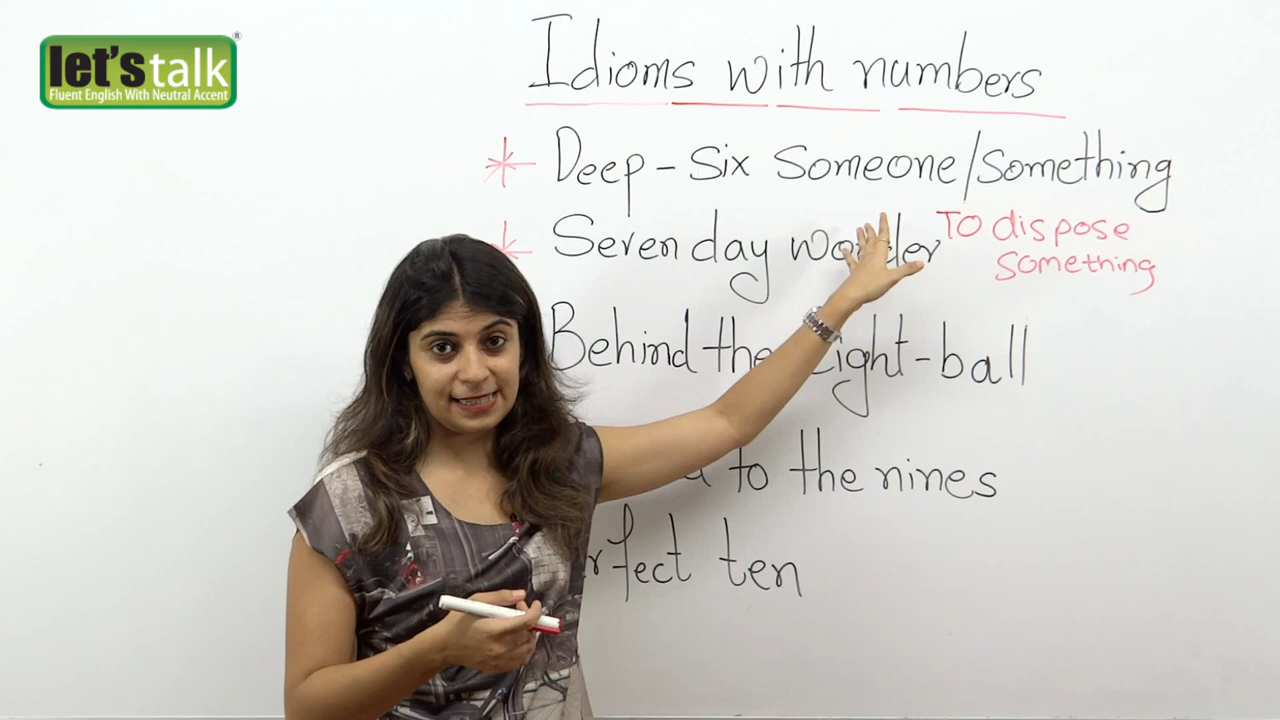 let's talk®
Fluent English With Neutral Accent
Idioms with numbers
* Deep-six someone/something
* Seven day wonder
To dispose
something
Behind the ight-ball
to the nines
rfect ten